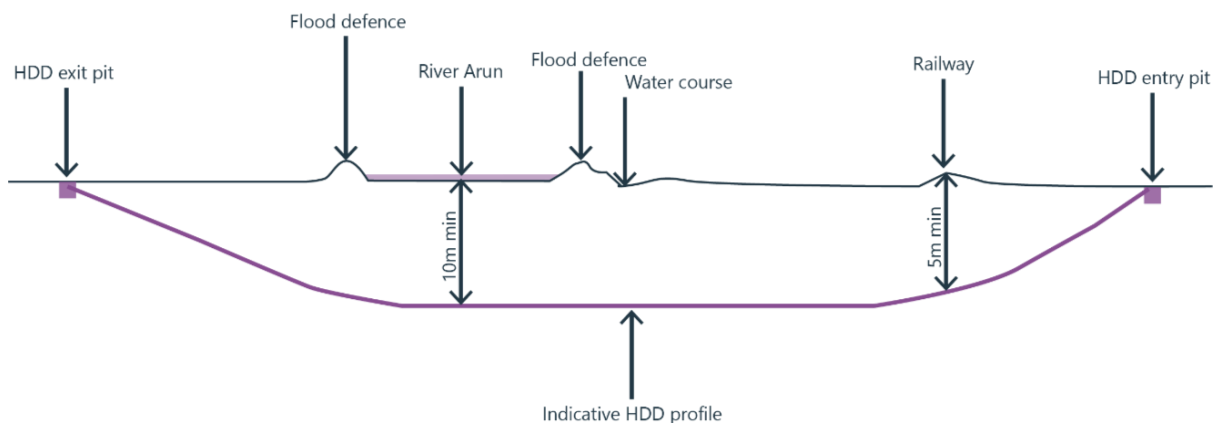 Flood defence
HDD exit pit
River Arun
Flood defence
Water course
Railway
HDD entry pit
10m min
5m min
Indicative HDD profile